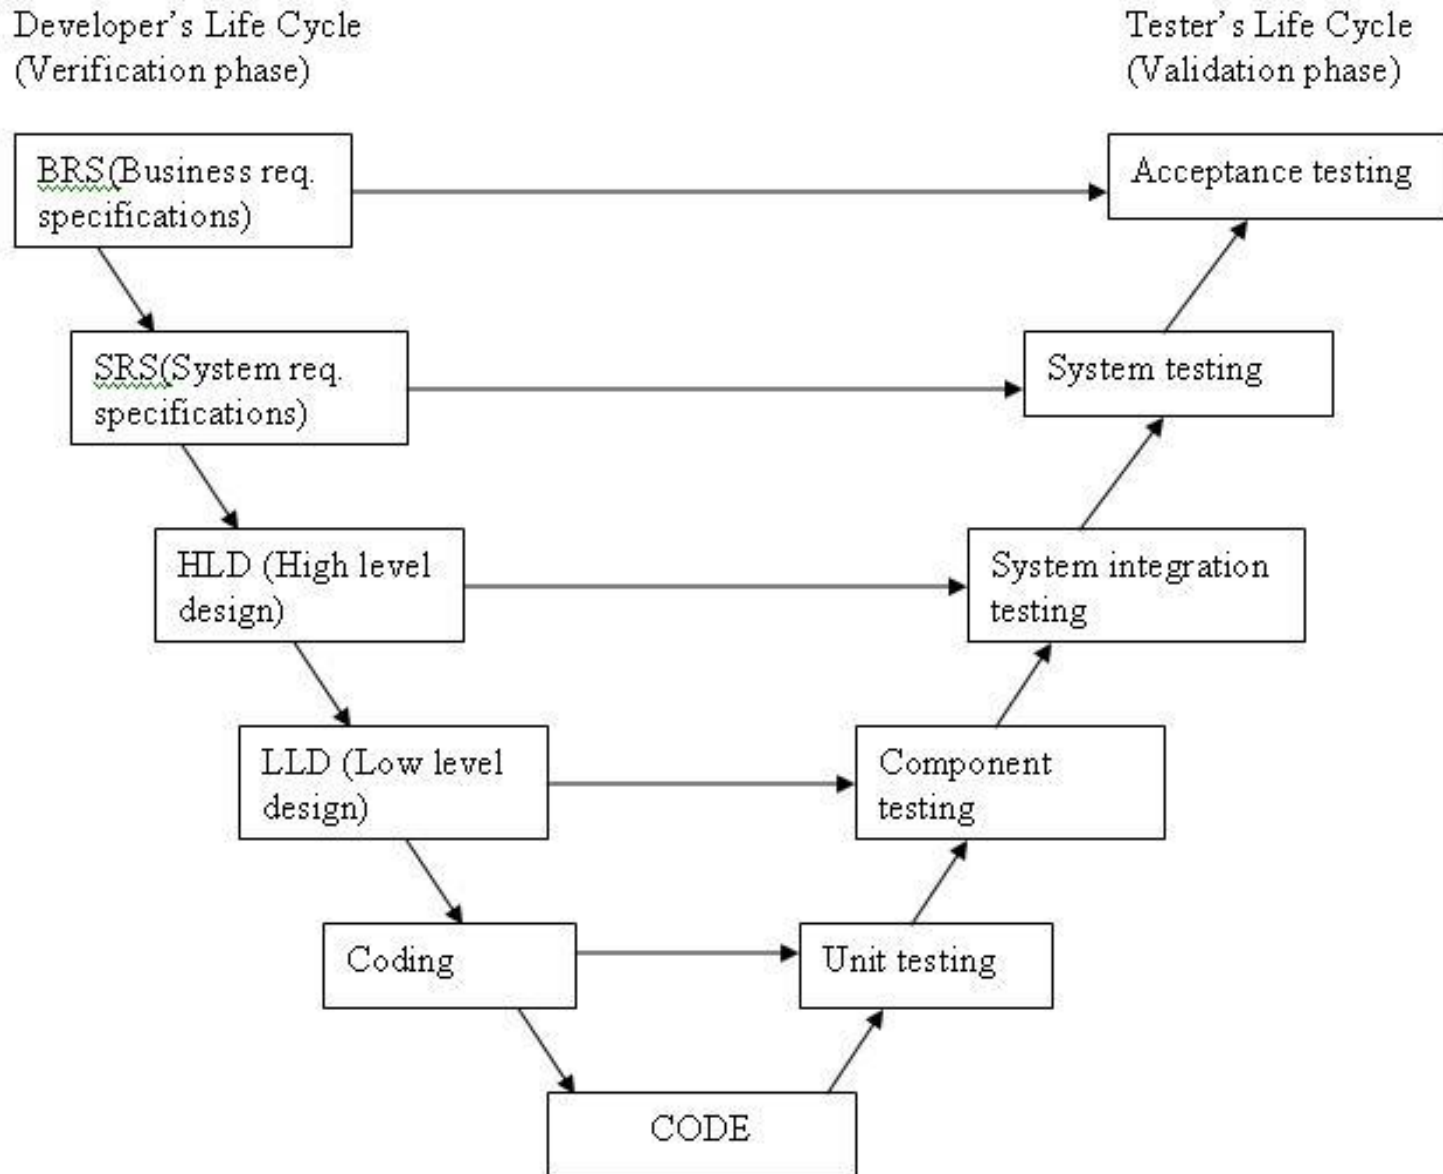 Developer's Life Cycle
(Verification phase)
Tester's Life Cycle
(Validation phase)
BRS(Business req.
specifications)
Acceptance testing
SRS(System req.
specifications)
System testing
HLD (High level
design)
System integration
testing
LLD (Low level
design)
Component
testing
Coding
Unit testing
CODE